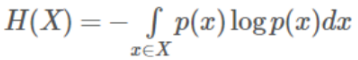 H(X) = − ∫_{x∈X} p(x) log p(x) dx